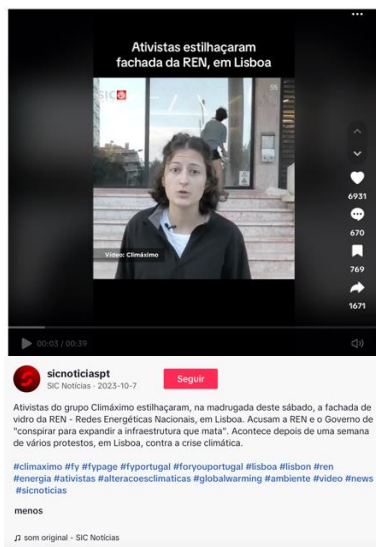 Ativistas estilhaçaram
fachada da REN, em Lisboa
SIC
Vídeo: Climáximo
6931
670
769
1671
00:03 / 00:39
sicnoticiaspt
SIC Notícias · 2023-10-7
Seguir
Ativistas do grupo Climáximo estilhaçaram, na madrugada deste sábado, a fachada de
vidro da REN - Redes Energéticas Nacionais, em Lisboa. Acusam a REN e o Governo de
"conspirar para expandir a infraestrutura que mata". Acontece depois de uma semana
de vários protestos, em Lisboa, contra a crise climática.
#climaximo #fy #fypage #fyportugal #foryouportugal #lisboa #lisbon #ren
#energia #ativistas #alteracoesclimaticas #globalwarming #ambiente #video #news
#sicnoticias
menos
♫ som original - SIC Notícias